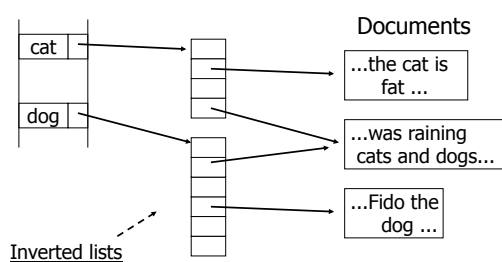 Documents
cat
...the cat is
fat ...
dog
...was raining
cats and dogs...
...Fido the
dog ...
Inverted lists